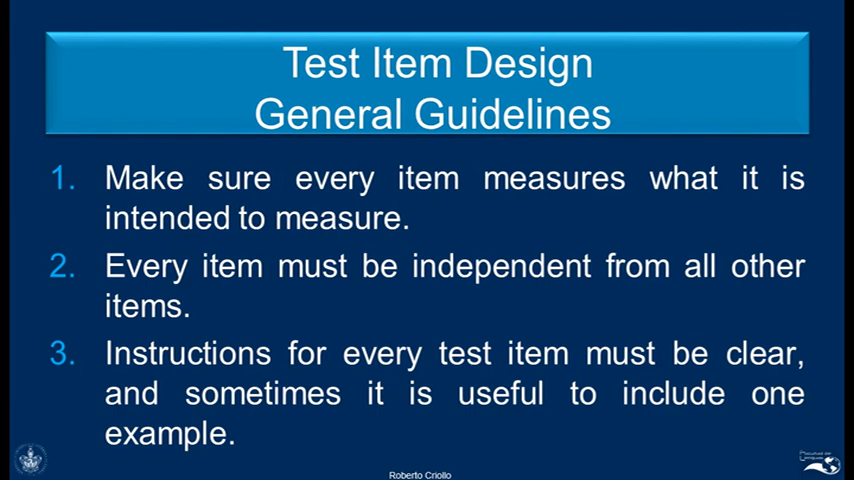 Test Item Design
General Guidelines
1. Make sure every item measures what it is
intended to measure.
2. Every item must be independent from all other
items.
3. Instructions for every test item must be clear,
and sometimes it is useful to include one
example.
Roberto Criollo